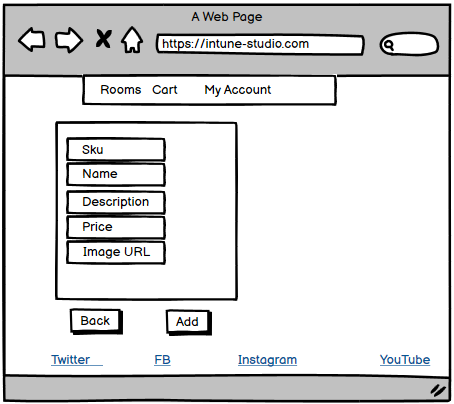 A Web Page
https://intune-studio.com
Rooms Cart My Account
Sku
Name
Description
Price
Image URL
Back Add
Twitter FB Instagram YouTube